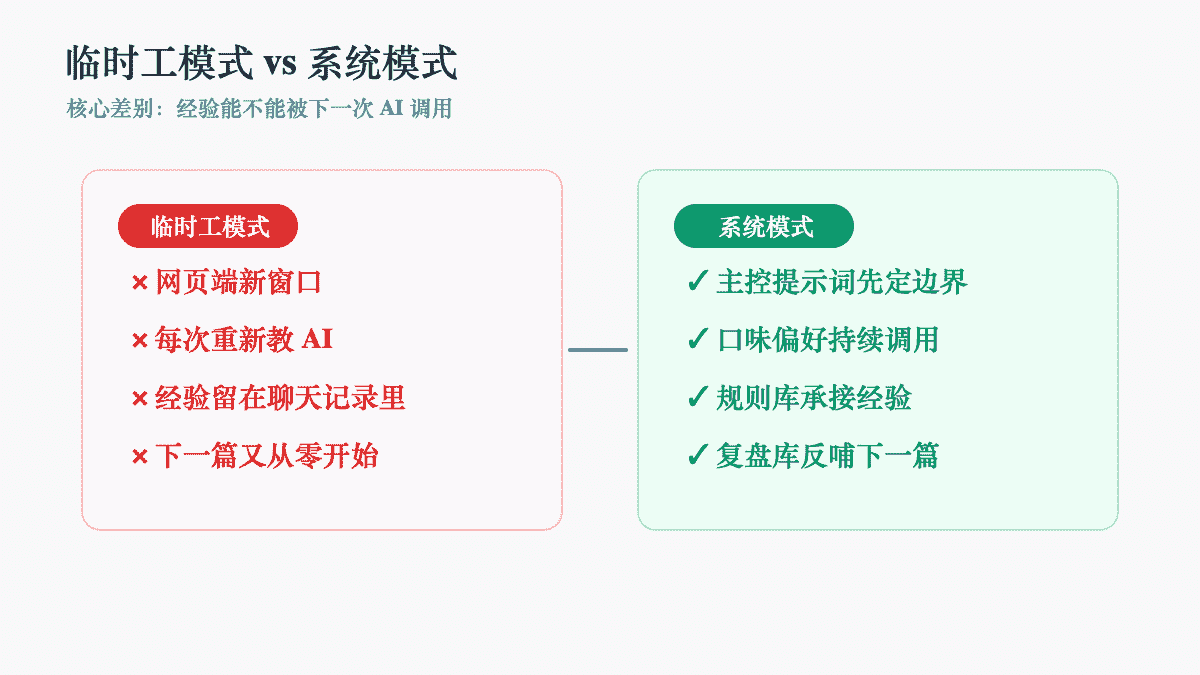 临时工模式 vs 系统模式
核心差别：经验能不能被下一次 AI 调用
临时工模式
× 网页端新窗口
× 每次重新教 AI
× 经验留在聊天记录里
× 下一篇又从零开始
系统模式
✓ 主控提示词先定边界
✓ 口味偏好持续调用
✓ 规则库承接经验
✓ 复盘库反哺下一篇